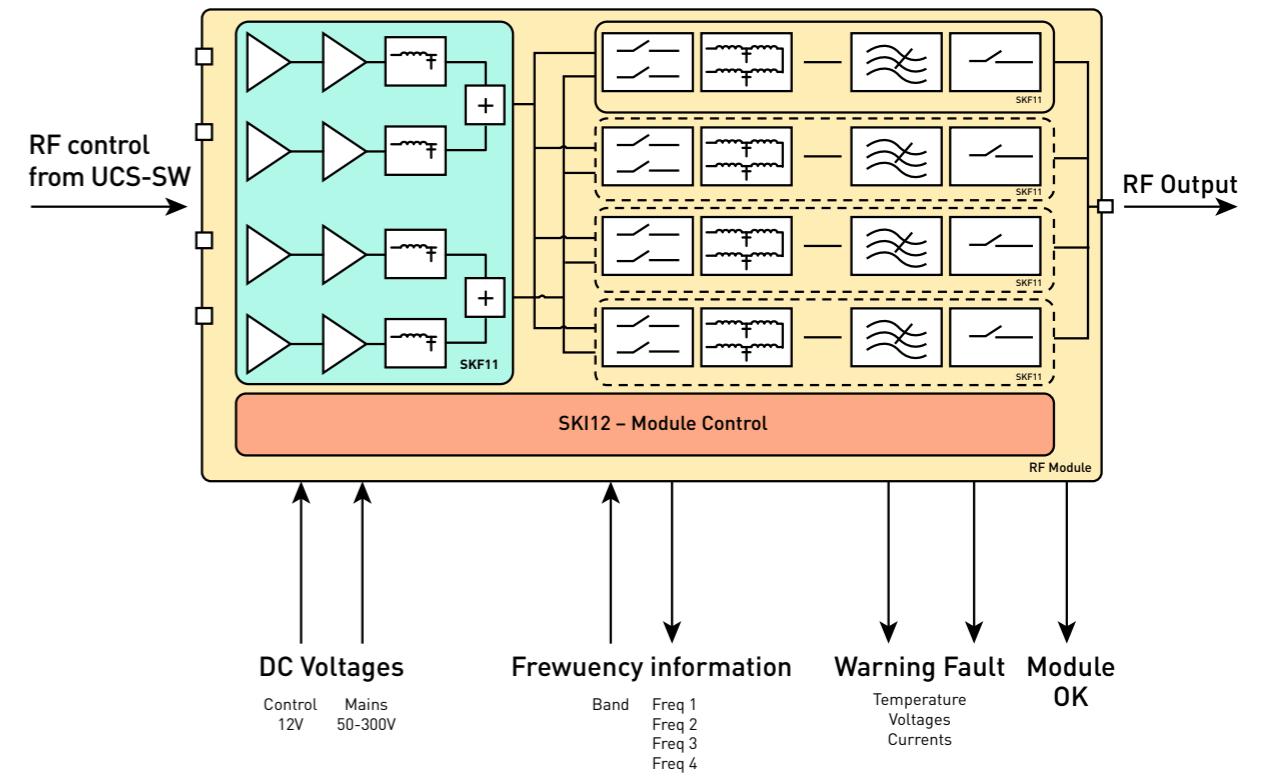 RF control
from UCS-SW
SKF11
SKF11
SKF11
SKF11
SKF11
RF Output
+
+
SKI12 – Module Control
RF Module
DC Voltages
Control
12V
Mains
50-300V
Frewuency information
Band
Freq 1
Freq 2
Freq 3
Freq 4
Warning Fault
Temperature
Voltages
Currents
Module
OK